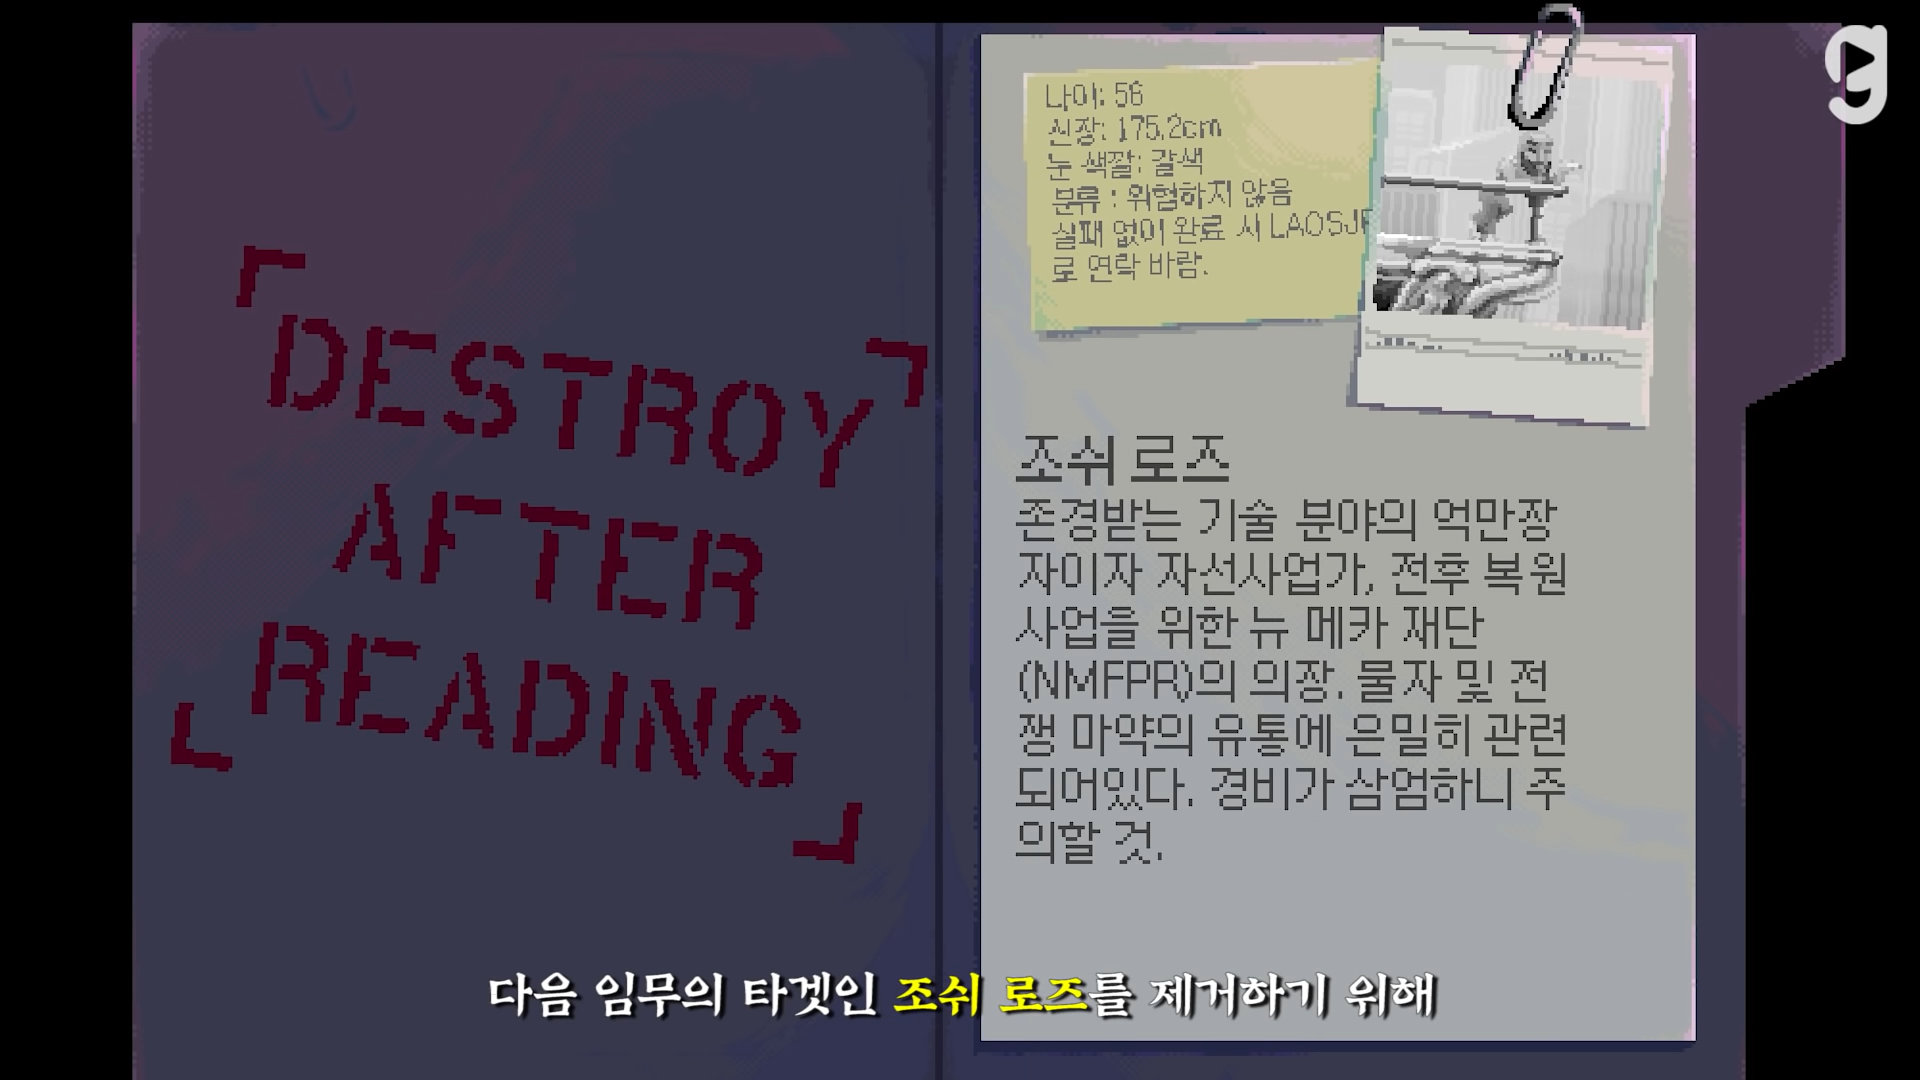 DESTROY
AFTER
READING
나이: 56
신장: 175.2cm
눈 색깔: 갈색
분류 : 위험하지 않음
실패 없이 완료 시
로 연락 바람.
조쉬 로즈
존경받는 기술 분야의 억만장
자이자 자선사업가, 전후 복원
사업을 위한 뉴 메카 재단
(NMFPR)의 의장. 물자 및 전
쟁 마약의 유통에 은밀히 관련
되어있다. 경비가 삼엄하니 주
의할 것.
다음 임무의 타겟인 조쉬 로즈를 제거하기 위해